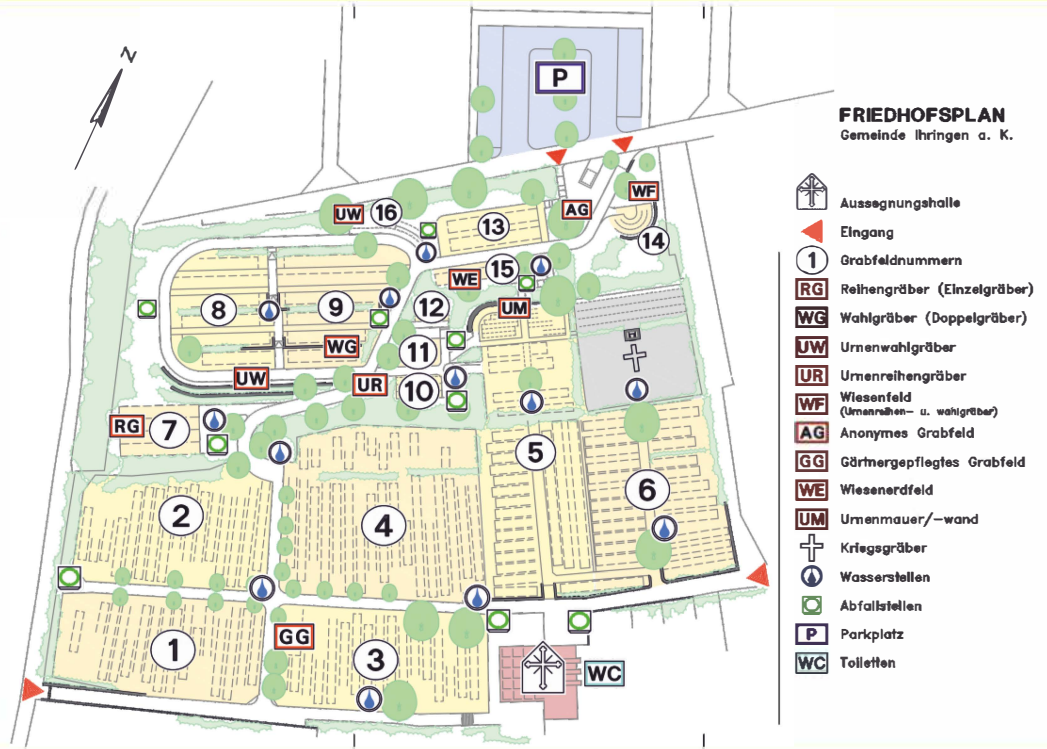 N
P
FRIEDHOFSPLAN
Gemeinde Ihringen a. K.
WF
UW
16
AG
13
14
15
WE
12
UM
8
9
WG
11
UW
UR
10
RG
7
5
6
2
4
GG
1
3
WC
Aussegnungshalle
Eingang
1 Grabfeldnummern
RG Reihengräber (Einzelgräber)
WG Wahlgräber (Doppelgräber)
UW Urnenwahlgräber
UR Urnenreihengräber
WF Wiesenfeld
(Urnenreihen- u. wahlgräber)
AG Anonymes Grabfeld
GG Gärtnergepflegtes Grabfeld
WE Wiesenerdfeld
UM Urnenmauer/-wand
Kriegsgräber
Wasserstellen
Abfallstellen
P Parkplatz
WC Toiletten